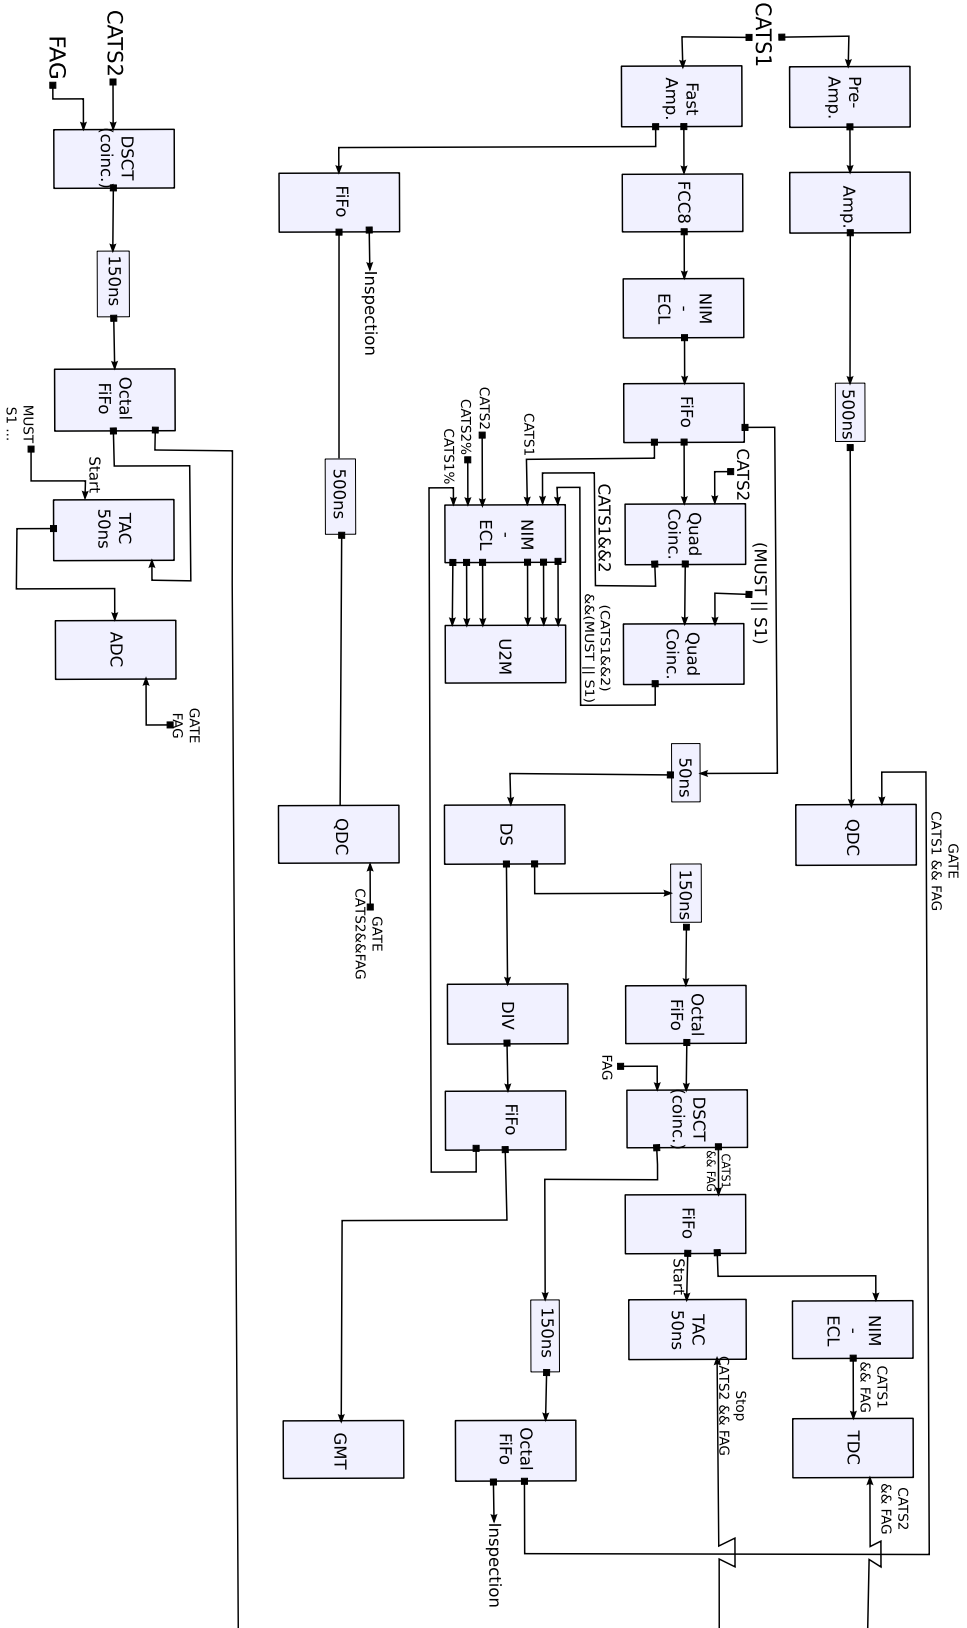 CATS1
Pre-
Amp.
Amp.
500ns
QDC
GATE
CATS1 && FAG
Fast
Amp.
FCC8
NIM
-
ECL
FiFo
CATS2
Quad
Coinc.
(MUST || S1)
Quad
Coinc.
CATS1&&2
(CATS1&&2)
&&(MUST || S1)
CATS1
CATS2
CATS2%
CATS1%
NIM
-
ECL
U2M
50ns
DS
150ns
Octal
FiFo
FAG
DSCT
(coinc.)
CATS1
&& FAG
FiFo
Start
TAC
50ns
Stop
CATS2 && FAG
NIM
-
ECL
CATS1
&& FAG
TDC
CATS2
&& FAG
DIV
FiFo
150ns
Octal
FiFo
Inspection
GMT
FiFo
Inspection
500ns
QDC
GATE
CATS2&&FAG
CATS2
FAG
DSCT
(coinc.)
150ns
Octal
FiFo
MUST
S1 ...
Start
TAC
50ns
ADC
GATE
FAG